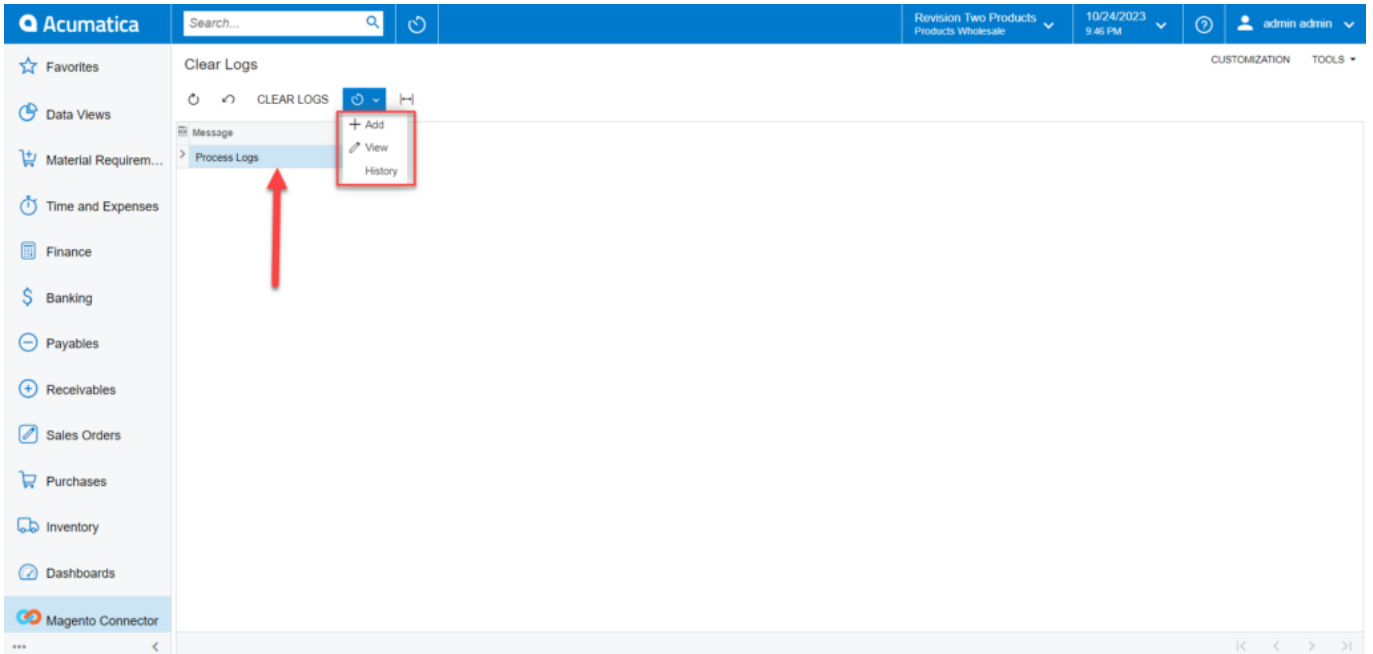 Acumatica
Search...
Revision Two Products
Products Wholesale
10/24/2023
9:46 PM
admin admin
Favorites
Data Views
Material Requirem...
Time and Expenses
Finance
Banking
Payables
Receivables
Sales Orders
Purchases
Inventory
Dashboards
Magento Connector
Clear Logs
CUSTOMIZATION TOOLS
CLEAR LOGS
Add
View
History
Message
Process Logs